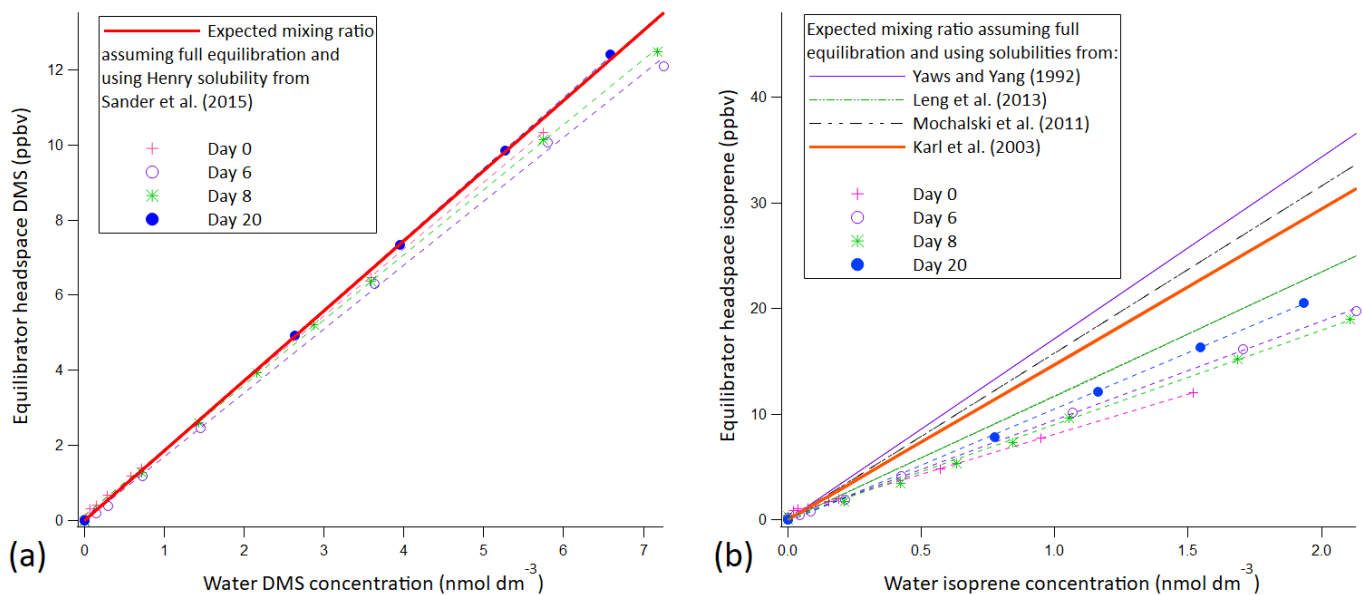 Expected mixing ratio
assuming full equilibration and
using Henry solubility from
Sander et al. (2015)
Day 0
Day 6
Day 8
Day 20
12
10
8
6
4
2
0
Equilibrator headspace DMS (ppbv)
0 1 2 3 4 5 6 7
Water DMS concentration (nmol dm-3)
(a)
Expected mixing ratio assuming full
equilibration and using solubilities from:
Yaws and Yang (1992)
Leng et al. (2013)
Mochalski et al. (2011)
Karl et al. (2003)
Day 0
Day 6
Day 8
Day 20
40
30
20
10
0
Equilibrator headspace isoprene (ppbv)
0.0 0.5 1.0 1.5 2.0
Water isoprene concentration (nmol dm-3)
(b)